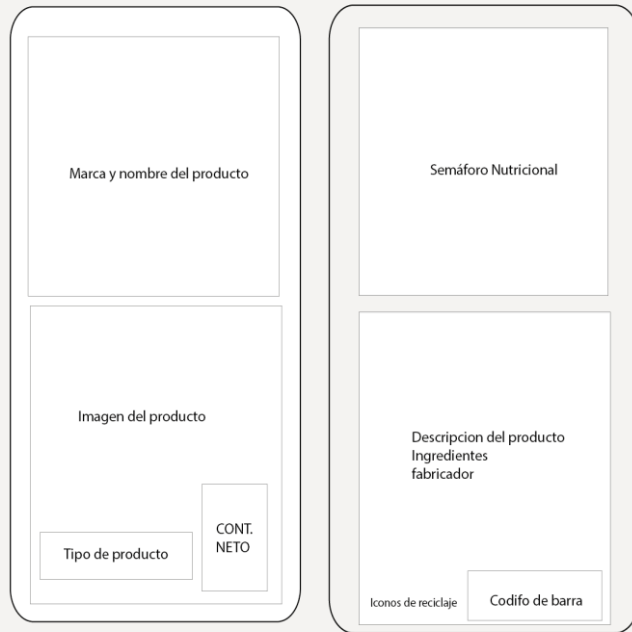 Marca y nombre del producto
Imagen del producto
Tipo de producto
CONT.
NETO
Semáforo Nutricional
Descripcion del producto
Ingredientes
fabricador
Iconos de reciclaje
Codifo de barra